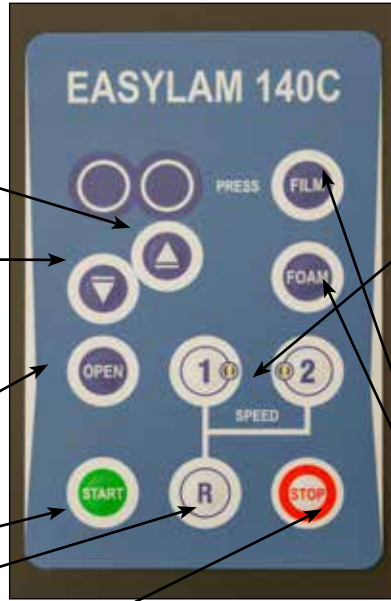 EASYLAM 140C
PRESS FILM
FOAM
OPEN 1 2
SPEED
START R STOP